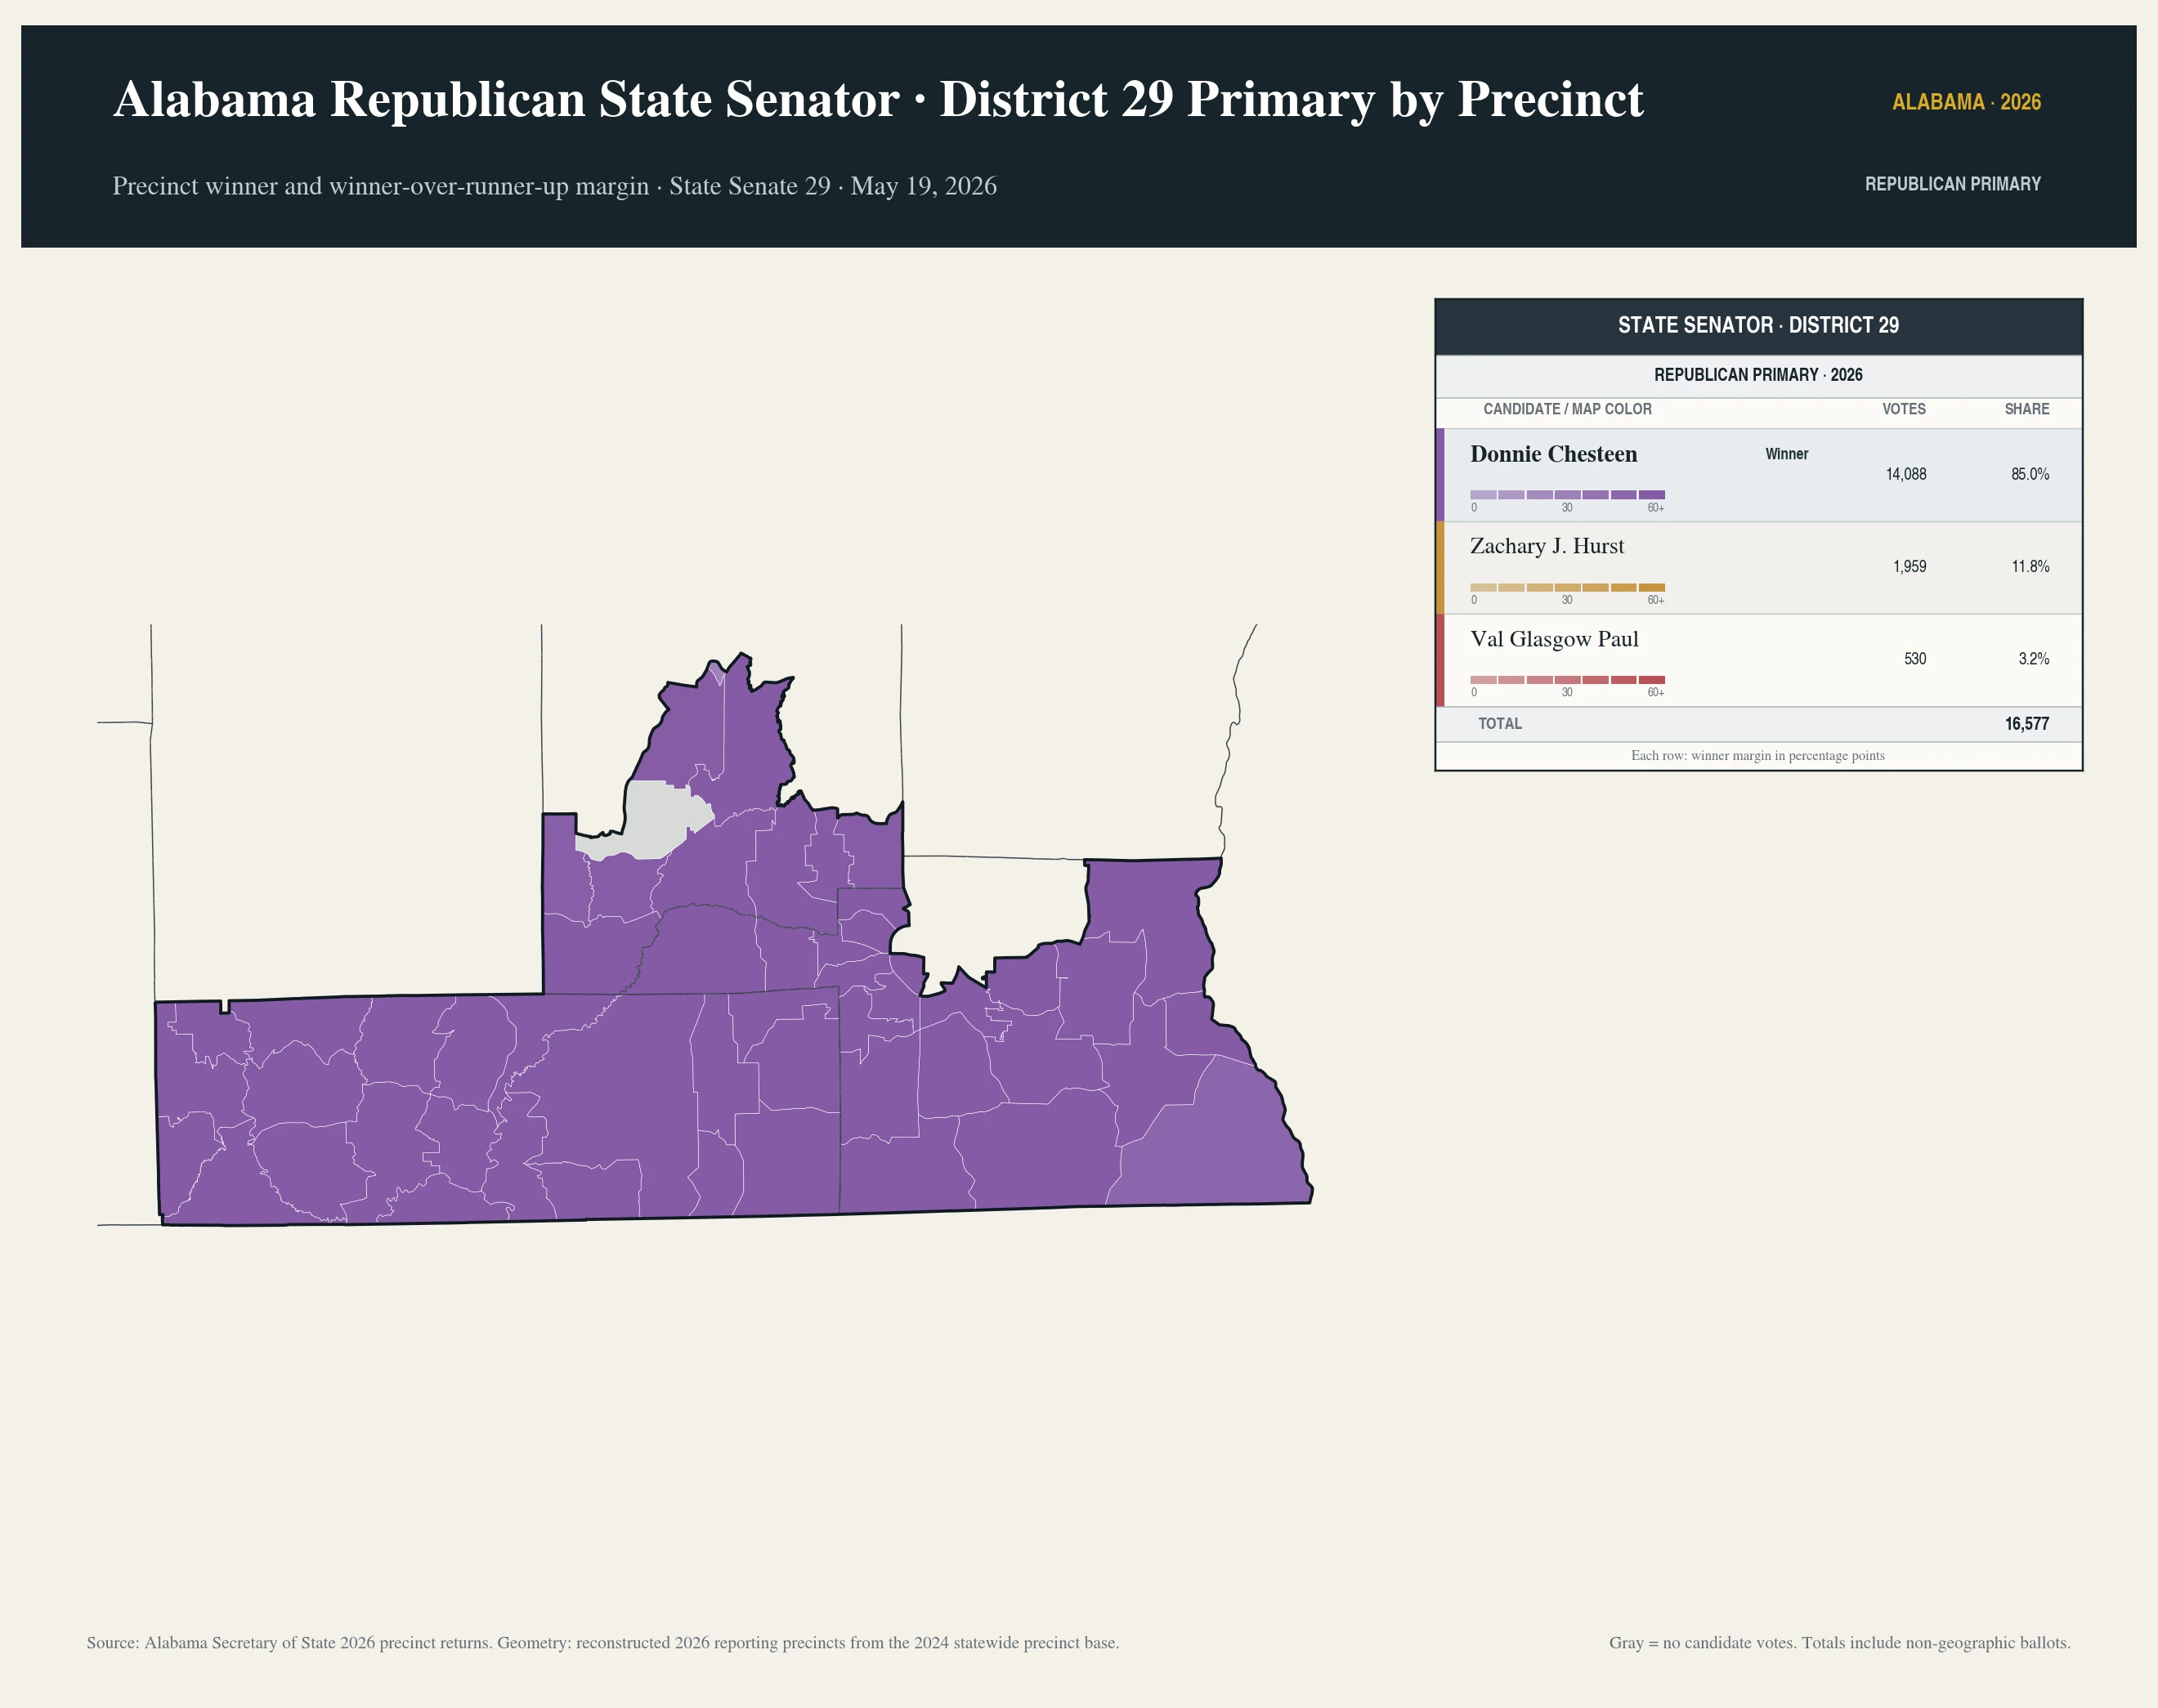 Alabama Republican State Senator · District 29 Primary by Precinct
ALABAMA · 2026
Precinct winner and winner-over-runner-up margin · State Senate 29 · May 19, 2026
REPUBLICAN PRIMARY
STATE SENATOR · DISTRICT 29
REPUBLICAN PRIMARY · 2026
CANDIDATE / MAP COLOR VOTES SHARE
Donnie Chesteen Winner 14,088 85.0%
0 30 60+
Zachary J. Hurst 1,959 11.8%
0 30 60+
Val Glasgow Paul 530 3.2%
0 30 60+
TOTAL 16,577
Each row: winner margin in percentage points
Source: Alabama Secretary of State 2026 precinct returns. Geometry: reconstructed 2026 reporting precincts from the 2024 statewide precinct base.
Gray = no candidate votes. Totals include non-geographic ballots.